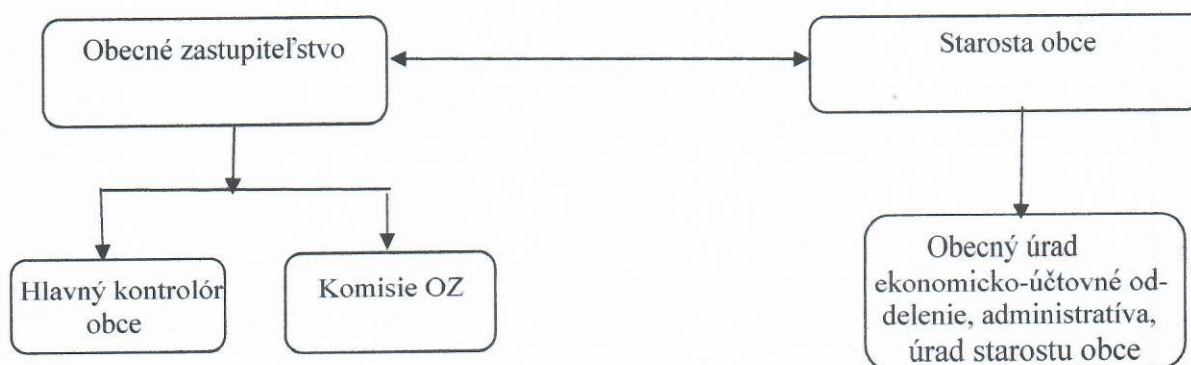 Obecné zastupiteľstvo
Starosta obce
Hlavný kontrolór
obce
Komisie OZ
Obecný úrad
ekonomicko-účtovné od-
delenie, administratíva,
úrad starostu obce